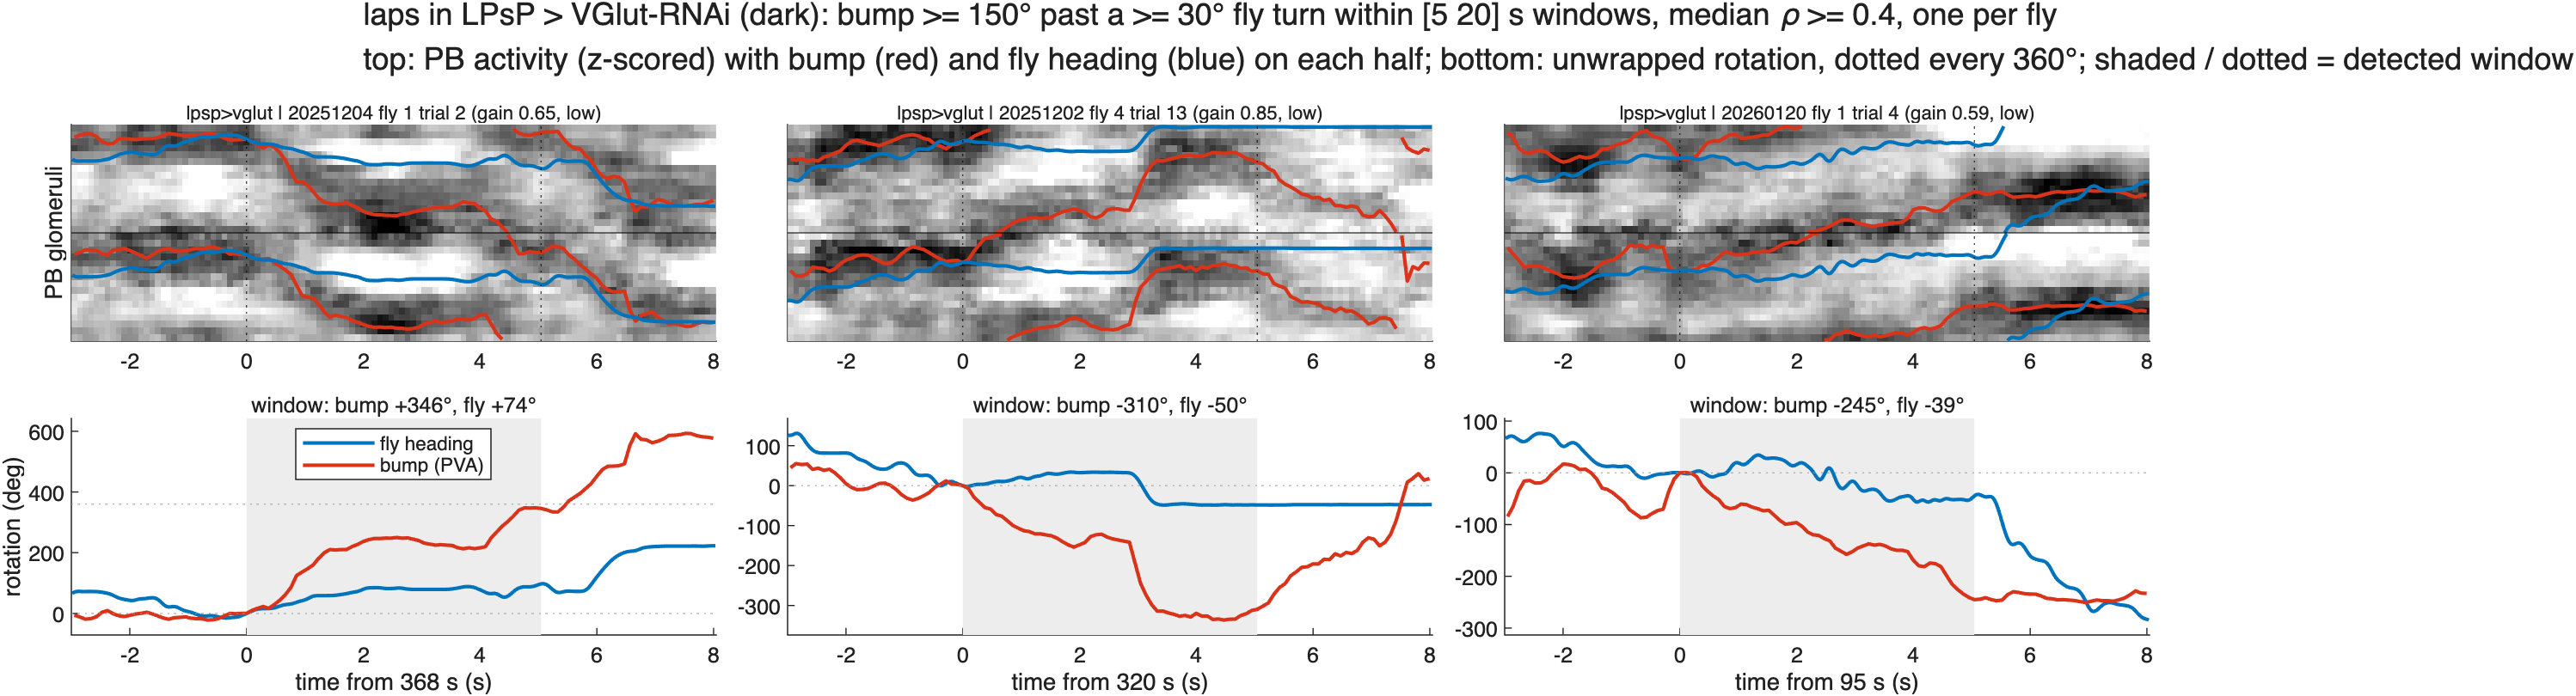 laps in LPsP > VGlut-RNAi (dark): bump >= 150° past a >= 30° fly turn within [5 20] s windows, median ρ >= 0.4, one per fly
top: PB activity (z-scored) with bump (red) and fly heading (blue) on each half; bottom: unwrapped rotation, dotted every 360°; shaded / dotted = detected window
lpsp>vglut | 20251204 fly 1 trial 2 (gain 0.65, low)
PB glomeruli
-2 0 2 4 6 8
lpsp>vglut | 20251202 fly 4 trial 13 (gain 0.85, low)
-2 0 2 4 6 8
lpsp>vglut | 20260120 fly 1 trial 4 (gain 0.59, low)
-2 0 2 4 6 8
window: bump +346°, fly +74°
rotation (deg)
600
400
200
0
fly heading
bump (PVA)
-2 0 2 4 6 8
time from 368 s (s)
window: bump -310°, fly -50°
100
0
-100
-200
-300
-2 0 2 4 6 8
time from 320 s (s)
window: bump -245°, fly -39°
100
0
-100
-200
-300
-2 0 2 4 6 8
time from 95 s (s)